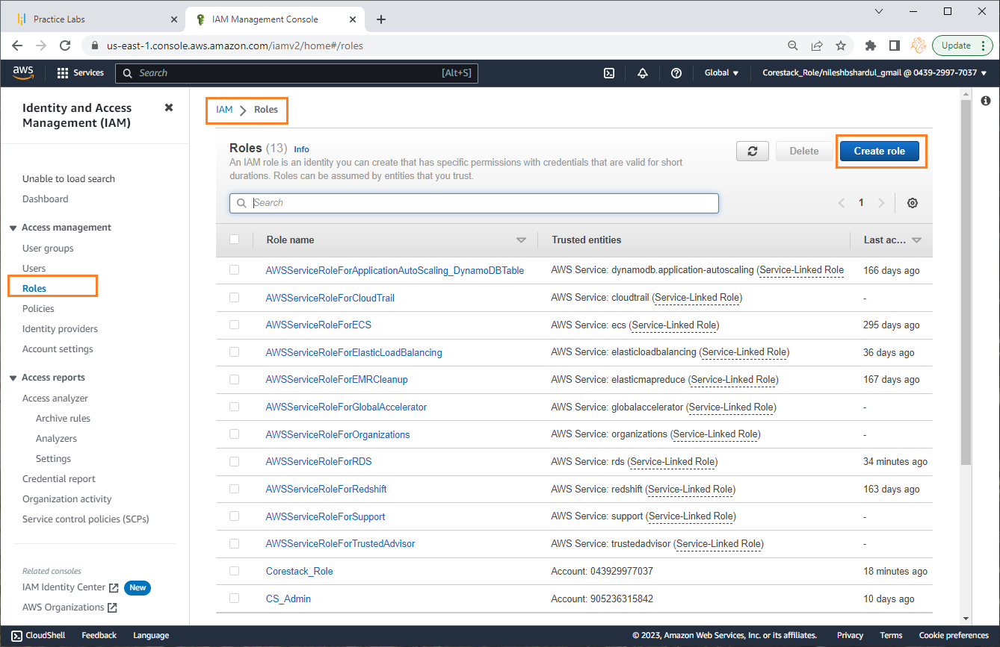 Practice Labs
IAM Management Console
us-east-1.console.aws.amazon.com/iamv2/home#/roles
Update
aws
Services
Search
[Alt+S]
Global
Corestack_Role/nileshbshardul_gmail @ 0439-2997-7037
Identity and Access
Management (IAM)
Unable to load search
Dashboard
Access management
User groups
Users
Roles
Policies
Identity providers
Account settings
Access reports
Access analyzer
Archive rules
Analyzers
Settings
Credential report
Organization activity
Service control policies (SCPs)
Related consoles
IAM Identity Center New
AWS Organizations
IAM > Roles
Roles (13) Info
An IAM role is an identity you can create that has specific permissions with credentials that are valid for short
durations. Roles can be assumed by entities that you trust.
Delete
Create role
Search
1
Role name Trusted entities Last ac...
AWSServiceRoleForApplicationAutoScaling_DynamoDBTable AWS Service: dynamodb.application-autoscaling (Service-Linked Role 166 days ago
AWSServiceRoleForCloudTrail AWS Service: cloudtrail (Service-Linked Role) -
AWSServiceRoleForECS AWS Service: ecs (Service-Linked Role) 295 days ago
AWSServiceRoleForElasticLoadBalancing AWS Service: elasticloadbalancing (Service-Linked Role) 36 days ago
AWSServiceRoleForEMRCleanup AWS Service: elasticmapreduce (Service-Linked Role) 167 days ago
AWSServiceRoleForGlobalAccelerator AWS Service: globalaccelerator (Service-Linked Role) -
AWSServiceRoleForOrganizations AWS Service: organizations (Service-Linked Role) -
AWSServiceRoleForRDS AWS Service: rds (Service-Linked Role) 34 minutes ago
AWSServiceRoleForRedshift AWS Service: redshift (Service-Linked Role) 163 days ago
AWSServiceRoleForSupport AWS Service: support (Service-Linked Role) -
AWSServiceRoleForTrustedAdvisor AWS Service: trustedadvisor (Service-Linked Role) -
Corestack_Role Account: 043929977037 18 minutes ago
CS_Admin Account: 905236315842 10 days ago
CloudShell Feedback Language © 2023, Amazon Web Services, Inc. or its affiliates. Privacy Terms Cookie preferences